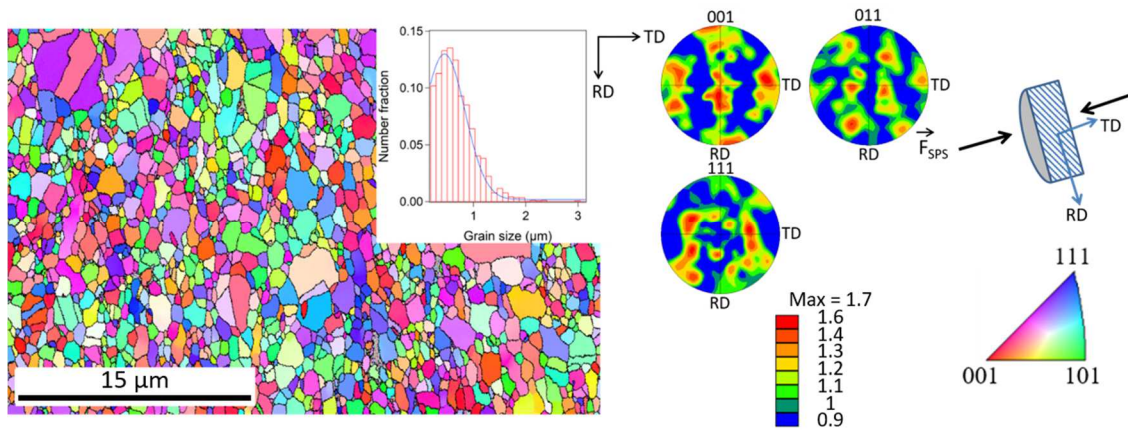 15 μm
0.15
0.10
0.05
0.00
Number fraction
1
2
3
Grain size (μm)
TD
RD
001
TD
RD
011
TD
RD
F_SPS
111
TD
RD
Max = 1.7
1.6
1.4
1.3
1.2
1.1
1
0.9
TD
RD
111
001
101